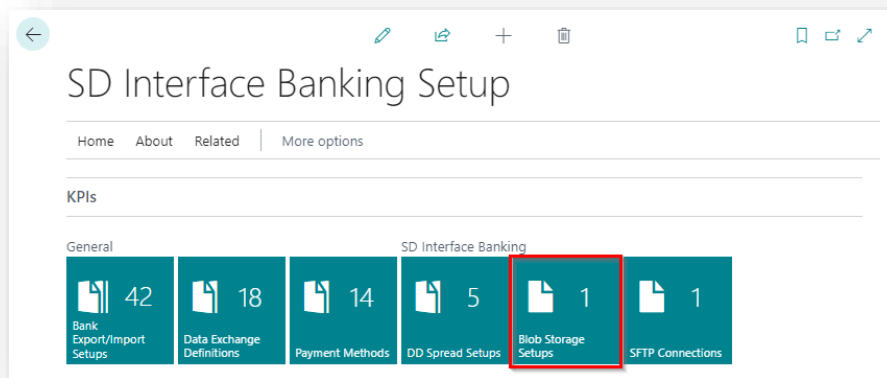 SD Interface Banking Setup
Home About Related More options
KPIs
General SD Interface Banking
42 18 14 5 1 1
Bank
Export/Import
Setups
Data Exchange
Definitions
Payment Methods
DD Spread Setups
Blob Storage
Setups
SFTP Connections